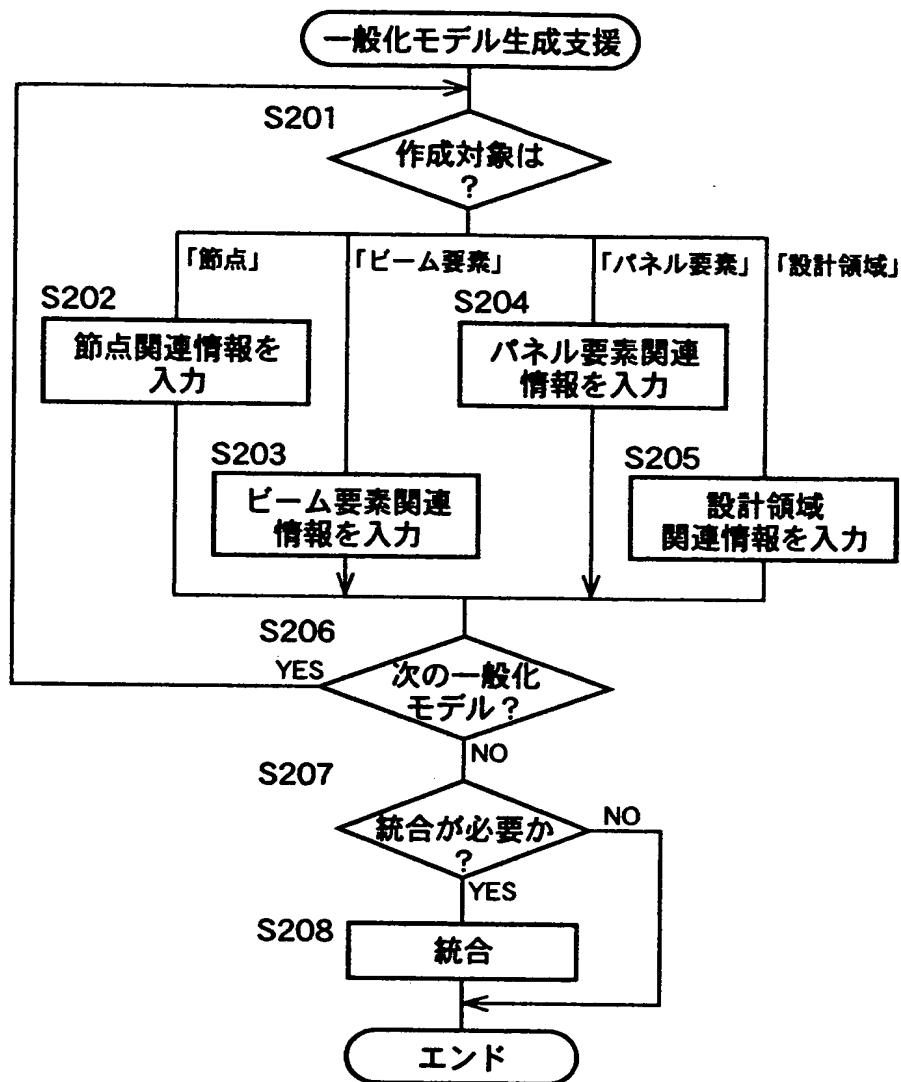 一般化モデル生成支援
S201
作成対象は
?
「節点」
「ビーム要素」
「パネル要素」
「設計領域」
S202
節点関連情報を
入力
S204
パネル要素関連
情報を入力
S203
ビーム要素関連
情報を入力
S205
設計領域
関連情報を入力
S206
YES
次の一般化
モデル?
NO
S207
統合が必要か
?
NO
YES
S208
統合
エンド